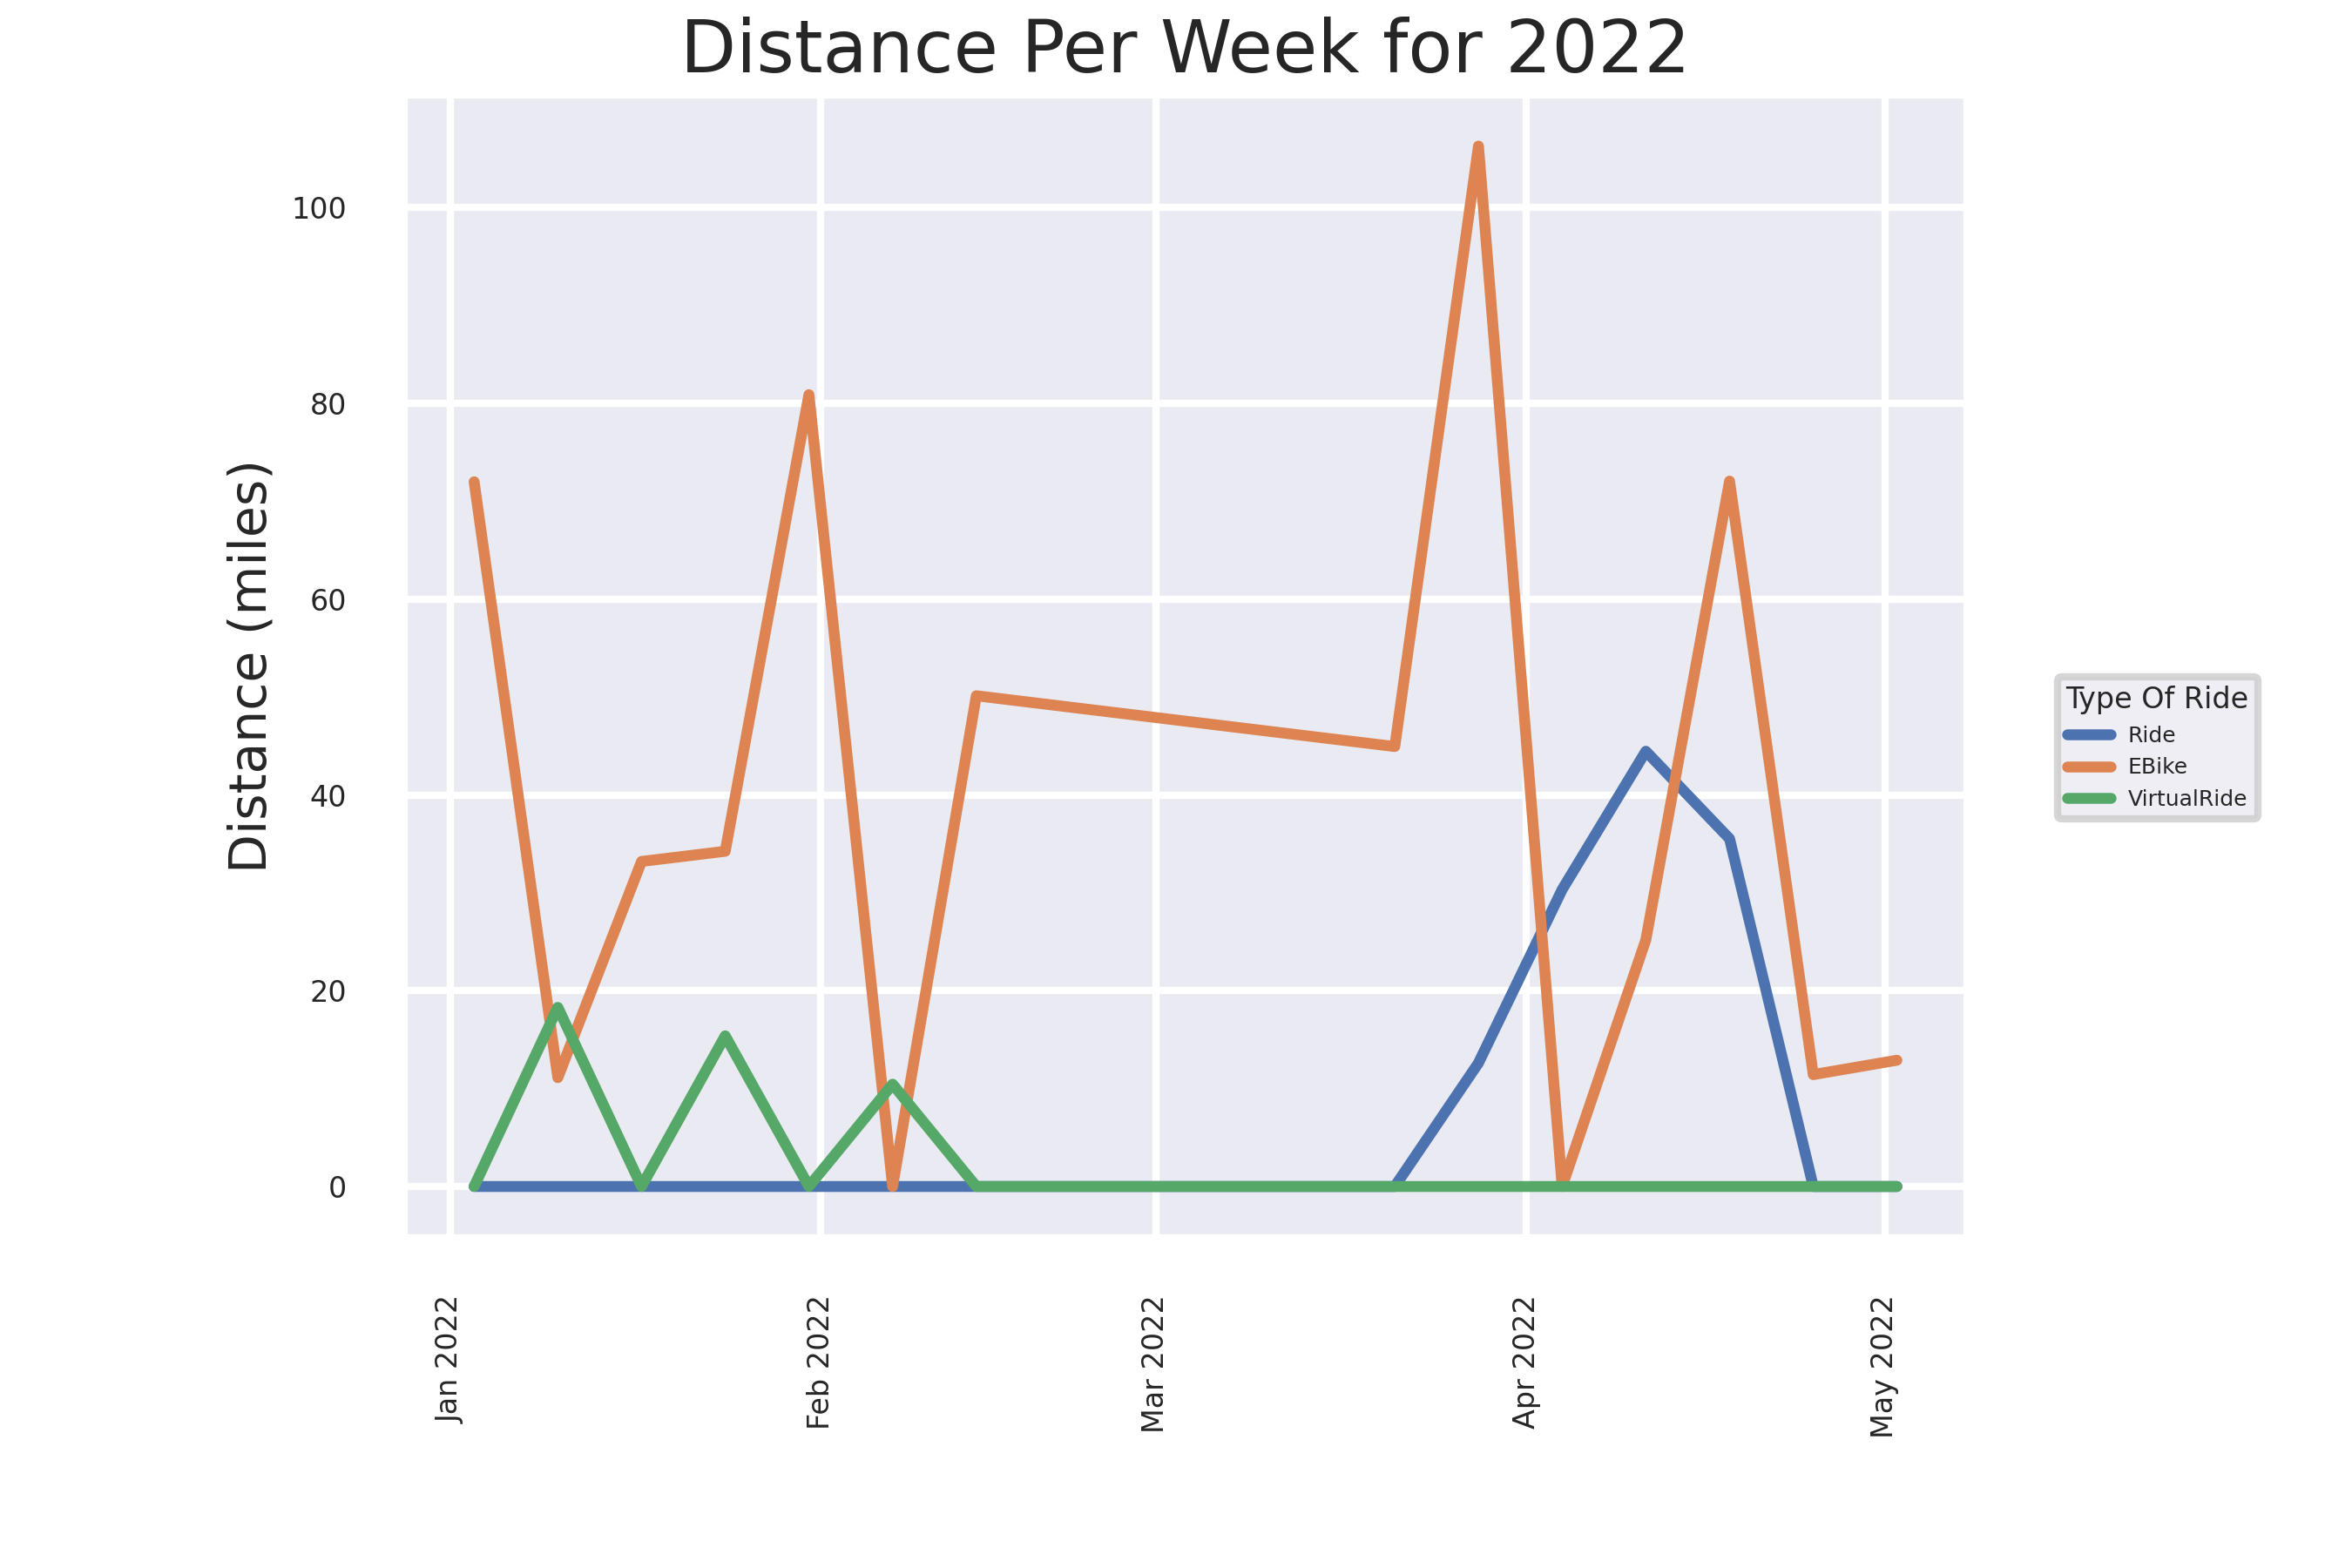 Distance Per Week for 2022
Distance (miles)
100
80
60
40
20
0
Jan 2022
Feb 2022
Mar 2022
Apr 2022
May 2022
Type Of Ride
Ride
EBike
VirtualRide